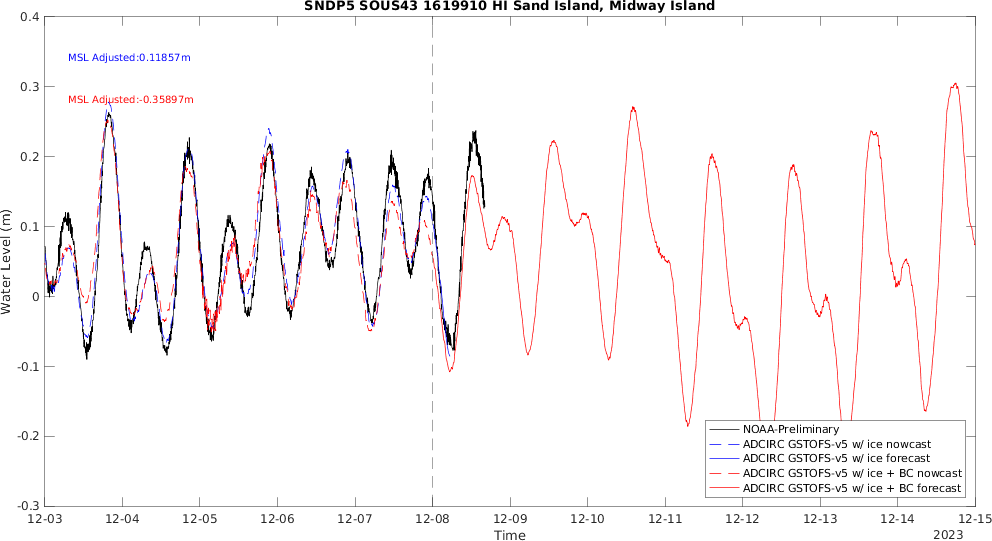 SNDP5 SOUS43 1619910 HI Sand Island, Midway Island
0.4
0.3
0.2
0.1
0
-0.1
-0.2
-0.3
Water Level (m)
MSL Adjusted:0.11857m
MSL Adjusted:-0.35897m
NOAA-Preliminary
ADCIRC GSTOFS-v5 w/ ice nowcast
ADCIRC GSTOFS-v5 w/ ice forecast
ADCIRC GSTOFS-v5 w/ ice + BC nowcast
ADCIRC GSTOFS-v5 w/ ice + BC forecast
12-03 12-04 12-05 12-06 12-07 12-08 12-09 12-10 12-11 12-12 12-13 12-14 12-15
Time
2023